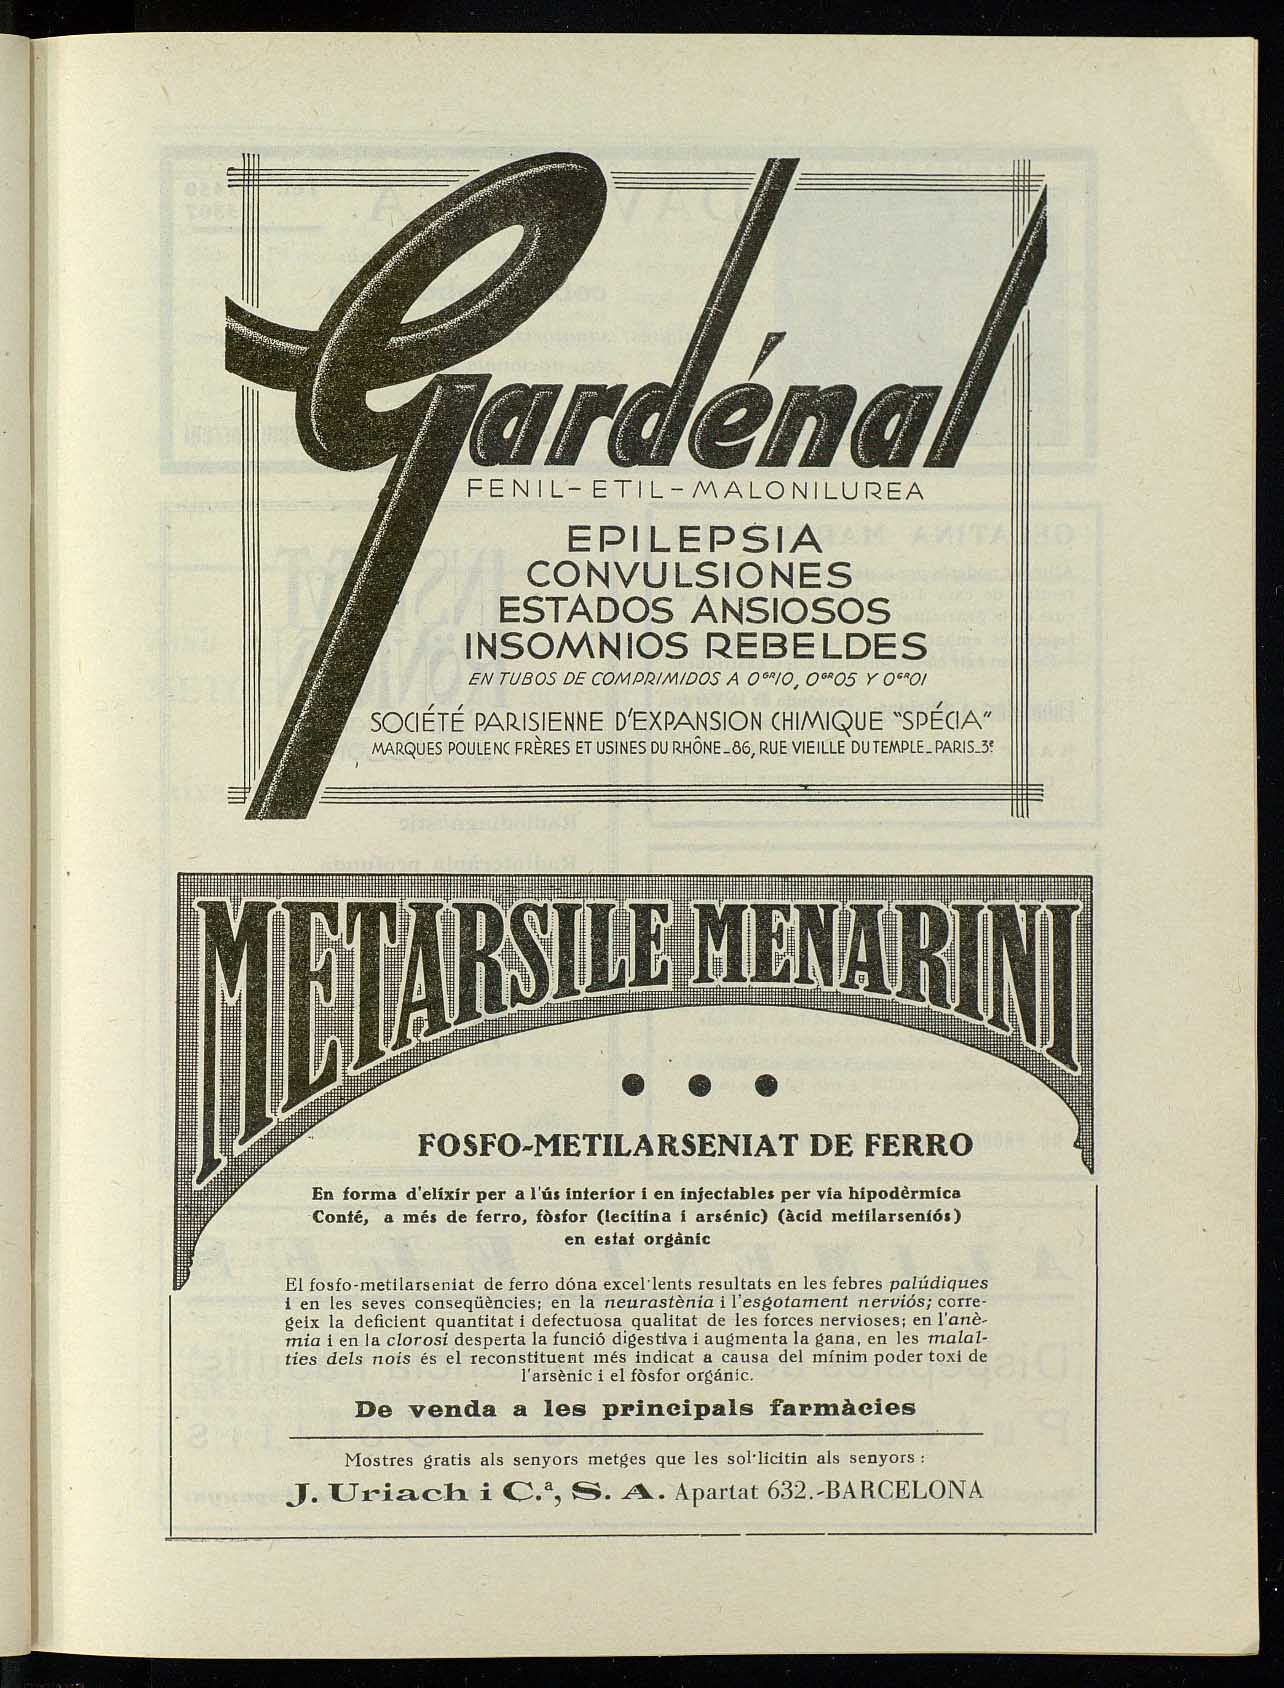 Gardénal
FENIL-ETIL-MALONILUREA
EPILEPSIA
CONVULSIONES
ESTADOS ANSIOSOS
INSOMNIOS REBELDES
EN TUBOS DE COMPRIMIDOS A 0ᴳᴿ10, 0ᴳᴿ05 Y 0ᴳᴿ01
SOCIÉTÉ PARISIENNE D'EXPANSION CHIMIQUE "SPÉCIA"
MARQUES POULENC FRÈRES ET USINES DU RHÔNE_86, RUE VIEILLE DU TEMPLE_PARIS_3ᵉ
METARSILE MENARINI
● ● ●
FOSFO-METILARSENIAT DE FERRO
En forma d'elixir per a l'ús interior i en injectables per via hipodèrmica
Conté, a més de ferro, fòsfor (lecitina i arsénic) (àcid metilarseniós)
en estat orgànic
El fosfo-metilarseniat de ferro dóna excel·lents resultats en les febres palúdiques
i en les seves conseqüències; en la neurastènia i l'esgotament nerviós; corre-
geix la deficient quantitat i defectuosa qualitat de les forces nervioses; en l'anè-
mia i en la clorosi desperta la funció digestiva i augmenta la gana, en les malal-
ties dels nois és el reconstituent més indicat a causa del mínim poder toxi de
l'arsènic i el fòsfor orgánic.
De venda a les principals farmàcies
Mostres gratis als senyors metges que les sol·licitin als senyors :
J. Uriach i C.ª, S. A. Apartat 632.-BARCELONA